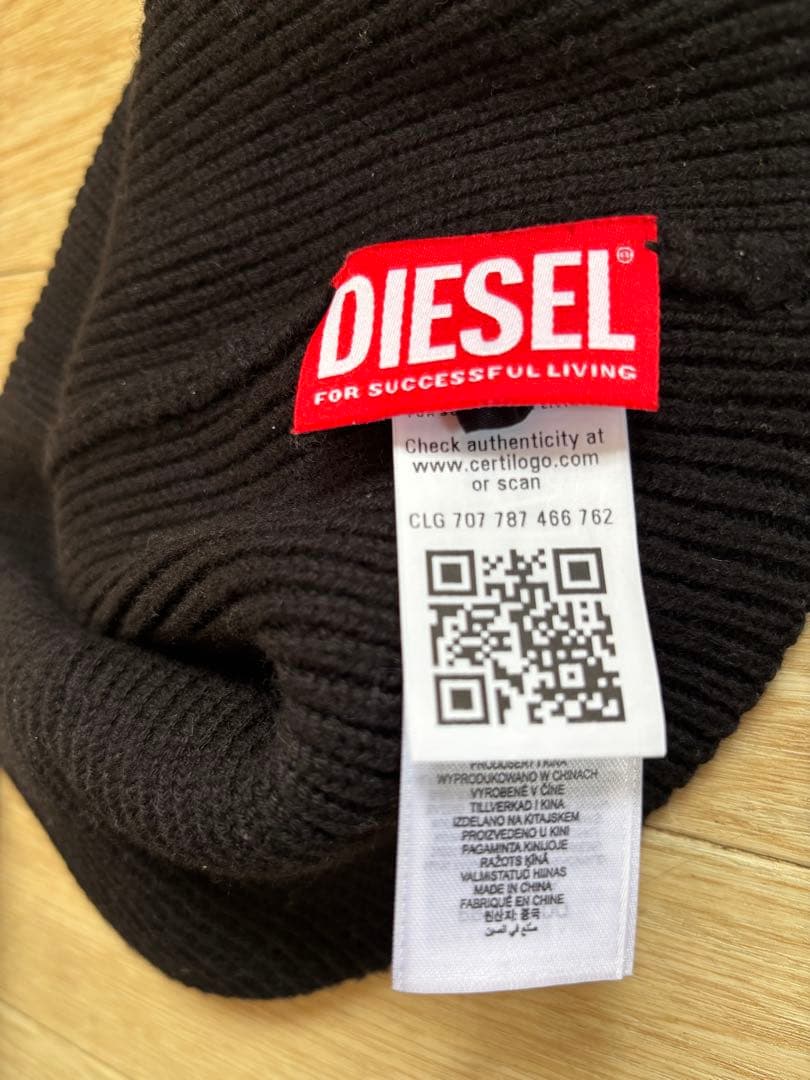 DIESEL®
FOR SUCCESSFUL LIVING
Check authenticity at
www.certilogo.com
or scan
CLG 707 787 466 762
WYPRODUKOWANO W CHINACH
VYROBENÉ V ČÍNE
TILLVERKAD I KINA
IZDELANO NA KITAJSKEM
PROIZVEDENO U KINI
PAGAMINTA KINIJOJE
RAŽOTS ĶĪNĀ
VALMISTATUD HIINAS
MADE IN CHINA
FABRIQUÉ EN CHINE
원산지: 중국
صنع في الصين